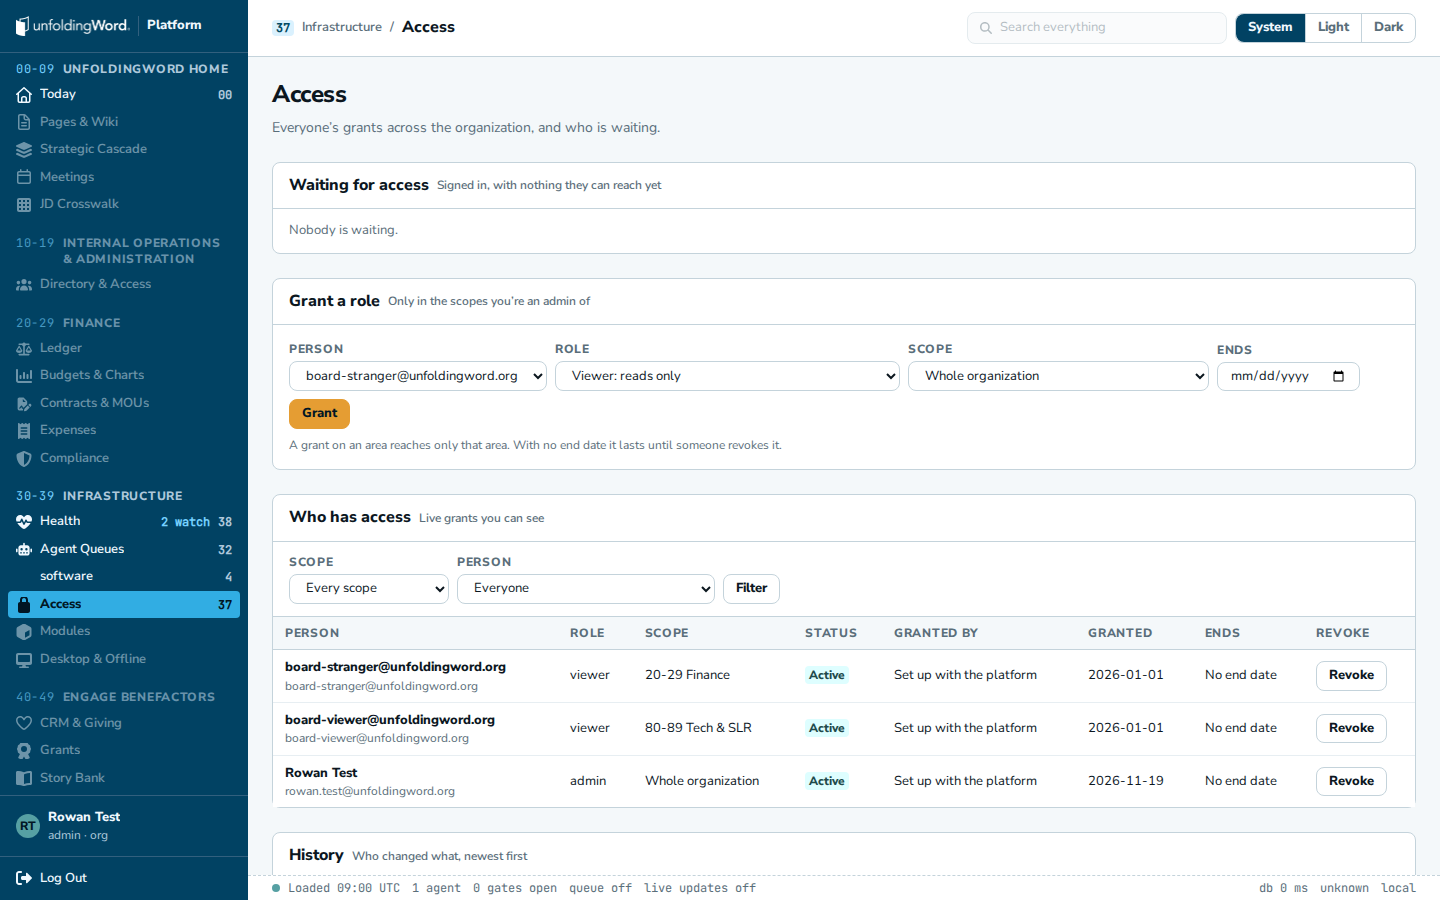 unfoldingWord Platform
00-09 UNFOLDINGWORD HOME
Today 00
Pages & Wiki
Strategic Cascade
Meetings
JD Crosswalk
10-19 INTERNAL OPERATIONS
& ADMINISTRATION
Directory & Access
20-29 FINANCE
Ledger
Budgets & Charts
Contracts & MOUs
Expenses
Compliance
30-39 INFRASTRUCTURE
Health 2 watch 38
Agent Queues 32
software 4
Access 37
Modules
Desktop & Offline
40-49 ENGAGE BENEFACTORS
CRM & Giving
Grants
Story Bank
RT Rowan Test
admin · org
Log Out
37 Infrastructure / Access
Search everything
System Light Dark
Access
Everyone's grants across the organization, and who is waiting.
Waiting for access Signed in, with nothing they can reach yet
Nobody is waiting.
Grant a role Only in the scopes you're an admin of
PERSON ROLE SCOPE ENDS
board-stranger@unfoldingword.org Viewer: reads only Whole organization mm/dd/yyyy
Grant
A grant on an area reaches only that area. With no end date it lasts until someone revokes it.
Who has access Live grants you can see
SCOPE PERSON
Every scope Everyone Filter
PERSON ROLE SCOPE STATUS GRANTED BY GRANTED ENDS REVOKE
board-stranger@unfoldingword.org viewer 20-29 Finance Active Set up with the platform 2026-01-01 No end date Revoke
board-stranger@unfoldingword.org
board-viewer@unfoldingword.org viewer 80-89 Tech & SLR Active Set up with the platform 2026-01-01 No end date Revoke
board-viewer@unfoldingword.org
Rowan Test admin Whole organization Active Set up with the platform 2026-11-19 No end date Revoke
rowan.test@unfoldingword.org
History Who changed what, newest first
Loaded 09:00 UTC 1 agent 0 gates open queue off live updates off db 0 ms unknown local